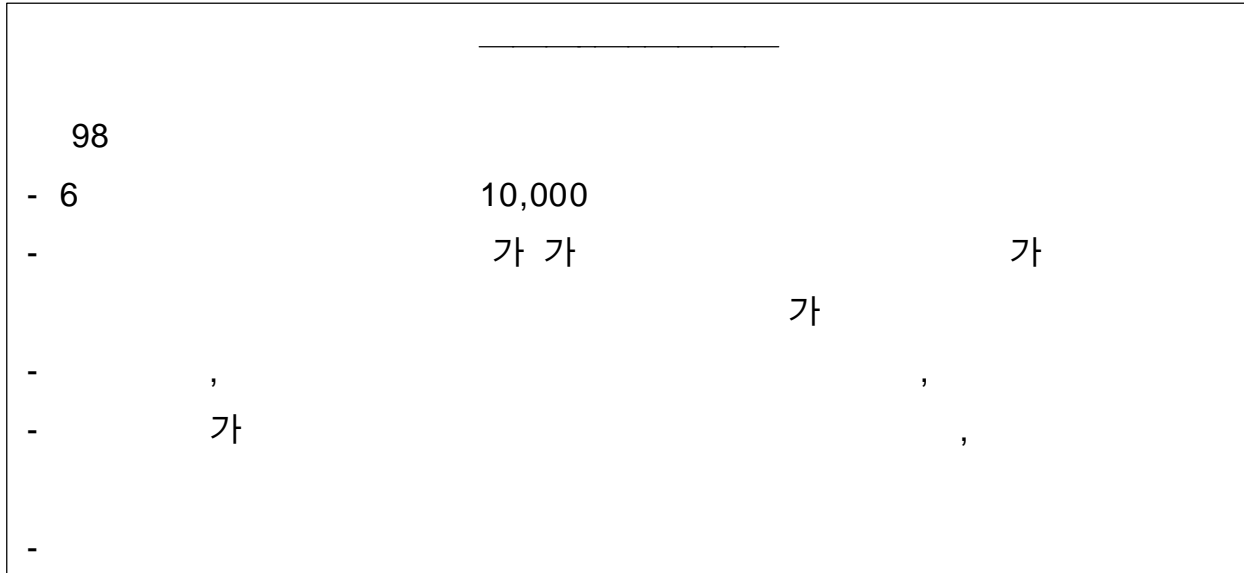 98
- 6 10,000
- 가 가 가
가
- , ,
- 가 ,
-